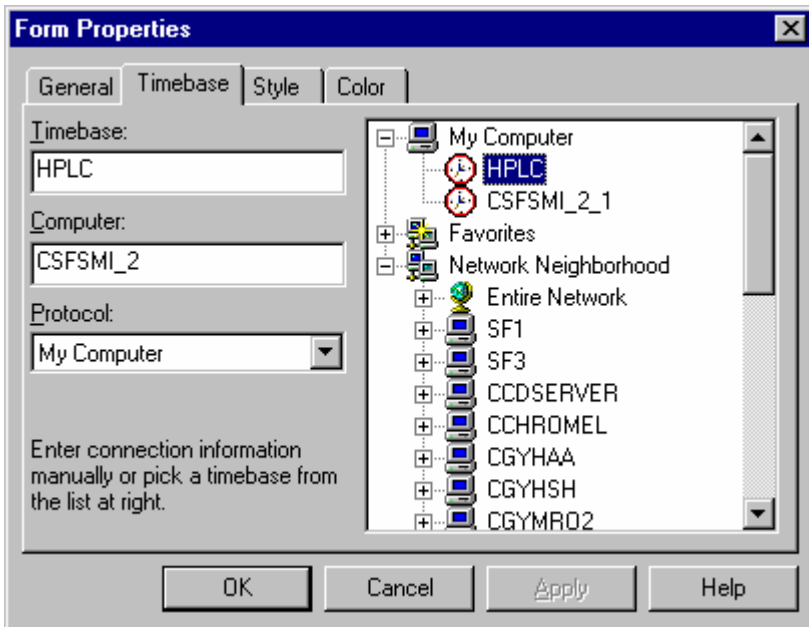 Form Properties
General Timebase Style Color
Timebase:
HPLC
Computer:
CSFSMI_2
Protocol:
My Computer
Enter connection information
manually or pick a timebase from
the list at right.
My Computer
HPLC
CSFSMI_2_1
Favorites
Network Neighborhood
Entire Network
SF1
SF3
CCDSERVER
CCHROMEL
CGYHAA
CGYHSH
CGYMRO2
OK Cancel Apply Help